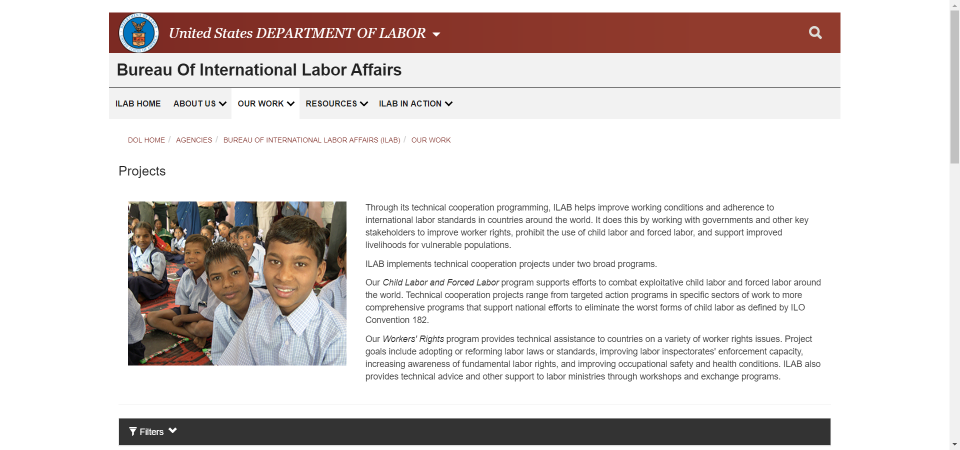 United States DEPARTMENT OF LABOR
Bureau Of International Labor Affairs
ILAB HOME ABOUT US OUR WORK RESOURCES ILAB IN ACTION
DOL HOME / AGENCIES / BUREAU OF INTERNATIONAL LABOR AFFAIRS (ILAB) / OUR WORK
Projects
Through its technical cooperation programming, ILAB helps improve working conditions and adherence to
international labor standards in countries around the world. It does this by working with governments and other key
stakeholders to improve worker rights, prohibit the use of child labor and forced labor, and support improved
livelihoods for vulnerable populations.
ILAB implements technical cooperation projects under two broad programs.
Our Child Labor and Forced Labor program supports efforts to combat exploitative child labor and forced labor around
the world. Technical cooperation projects range from targeted action programs in specific sectors of work to more
comprehensive programs that support national efforts to eliminate the worst forms of child labor as defined by ILO
Convention 182.
Our Workers' Rights program provides technical assistance to countries on a variety of worker rights issues. Project
goals include adopting or reforming labor laws or standards, improving labor inspectorates' enforcement capacity,
increasing awareness of fundamental labor rights, and improving occupational safety and health conditions. ILAB also
provides technical advice and other support to labor ministries through workshops and exchange programs.
Filters